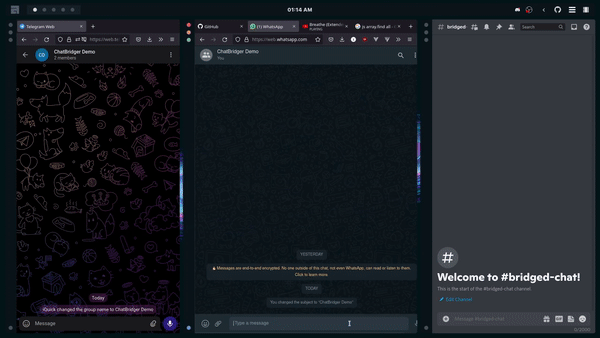 01:14 AM
Telegram Web
https://web.te
CD
ChatBridger Demo
2 members
Today
Quick changed the group name to ChatBridger Demo
Message
GitHub
(1) WhatsApp
Breathe (Extended
PLAYING
js array find all
https://web.whatsapp.com
ChatBridger Demo
You
YESTERDAY
Messages are end-to-end encrypted. No one outside of this chat, not even WhatsApp, can read or listen to them.
Click to learn more.
TODAY
You changed the subject to "ChatBridger Demo"
Type a message
# bridged-
Search
#
Welcome to #bridged-chat!
This is the start of the #bridged-chat channel.
Edit Channel
Message #bridged-chat